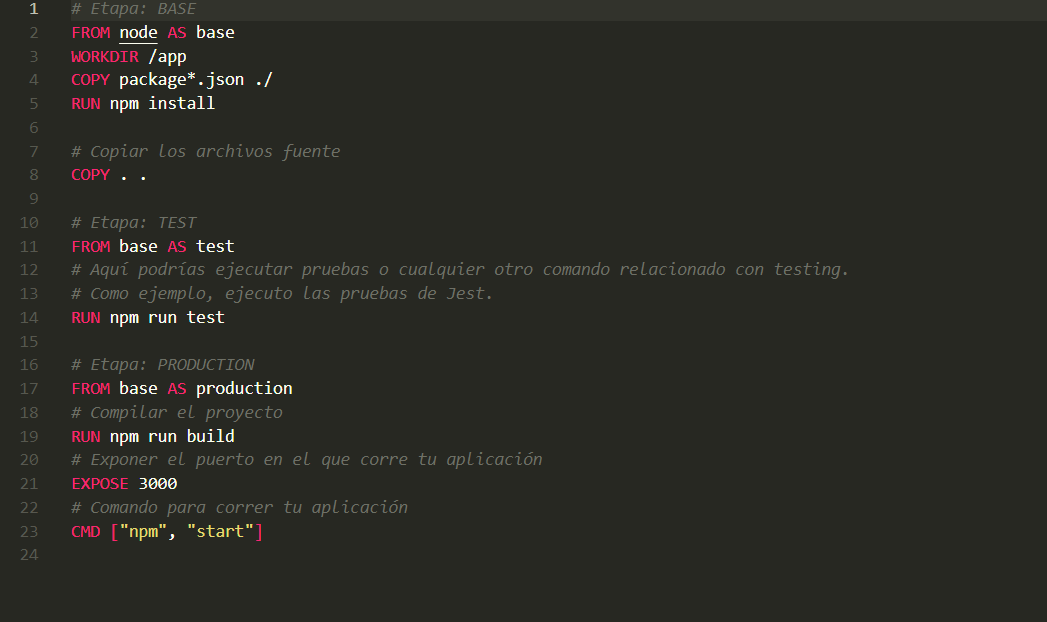 1 # Etapa: BASE
2 FROM node AS base
3 WORKDIR /app
4 COPY package*.json ./
5 RUN npm install
6
7 # Copiar los archivos fuente
8 COPY . .
9
10 # Etapa: TEST
11 FROM base AS test
12 # Aquí podrías ejecutar pruebas o cualquier otro comando relacionado con testing.
13 # Como ejemplo, ejecuto las pruebas de Jest.
14 RUN npm run test
15
16 # Etapa: PRODUCTION
17 FROM base AS production
18 # Compilar el proyecto
19 RUN npm run build
20 # Exponer el puerto en el que corre tu aplicación
21 EXPOSE 3000
22 # Comando para correr tu aplicación
23 CMD ["npm", "start"]
24